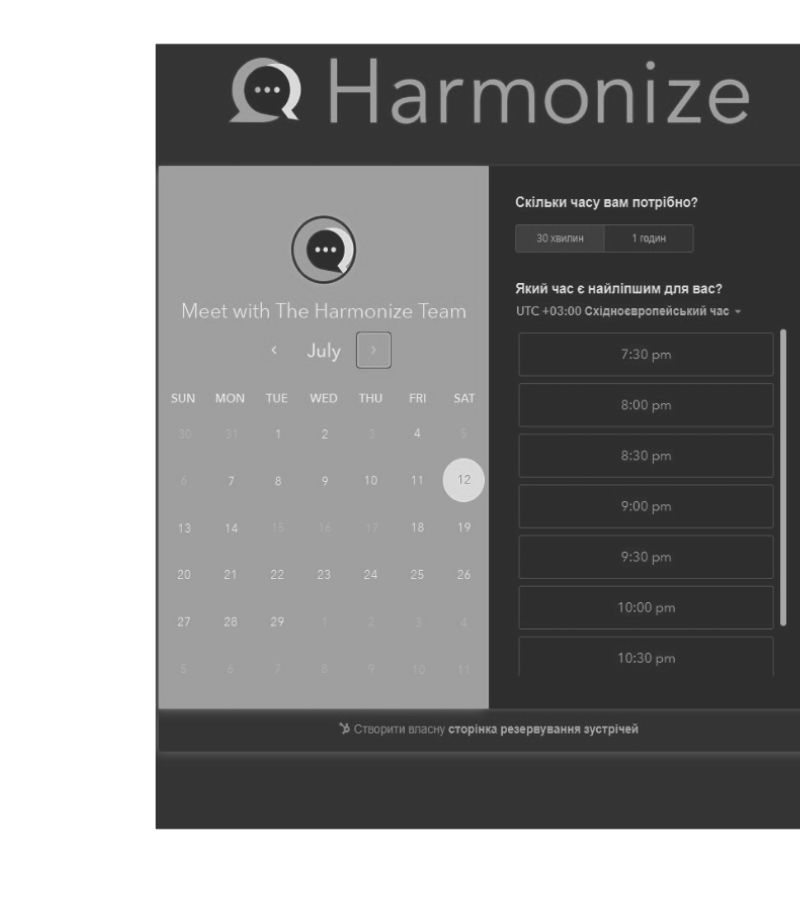 Harmonize
Meet with The Harmonize Team
July
SUN MON TUE WED THU FRI SAT
30 31 1 2 3 4 5
6 7 8 9 10 11 12
13 14 15 16 17 18 19
20 21 22 23 24 25 26
27 28 29 1 2 3 4
5 6 7 8 9 10 11
Скільки часу вам потрібно?
30 хвилин 1 годин
Який час є найліпшим для вас?
UTC +03:00 Східноєвропейський час
7:30 pm
8:00 pm
8:30 pm
9:00 pm
9:30 pm
10:00 pm
10:30 pm
Створити власну сторінка резервування зустрічей